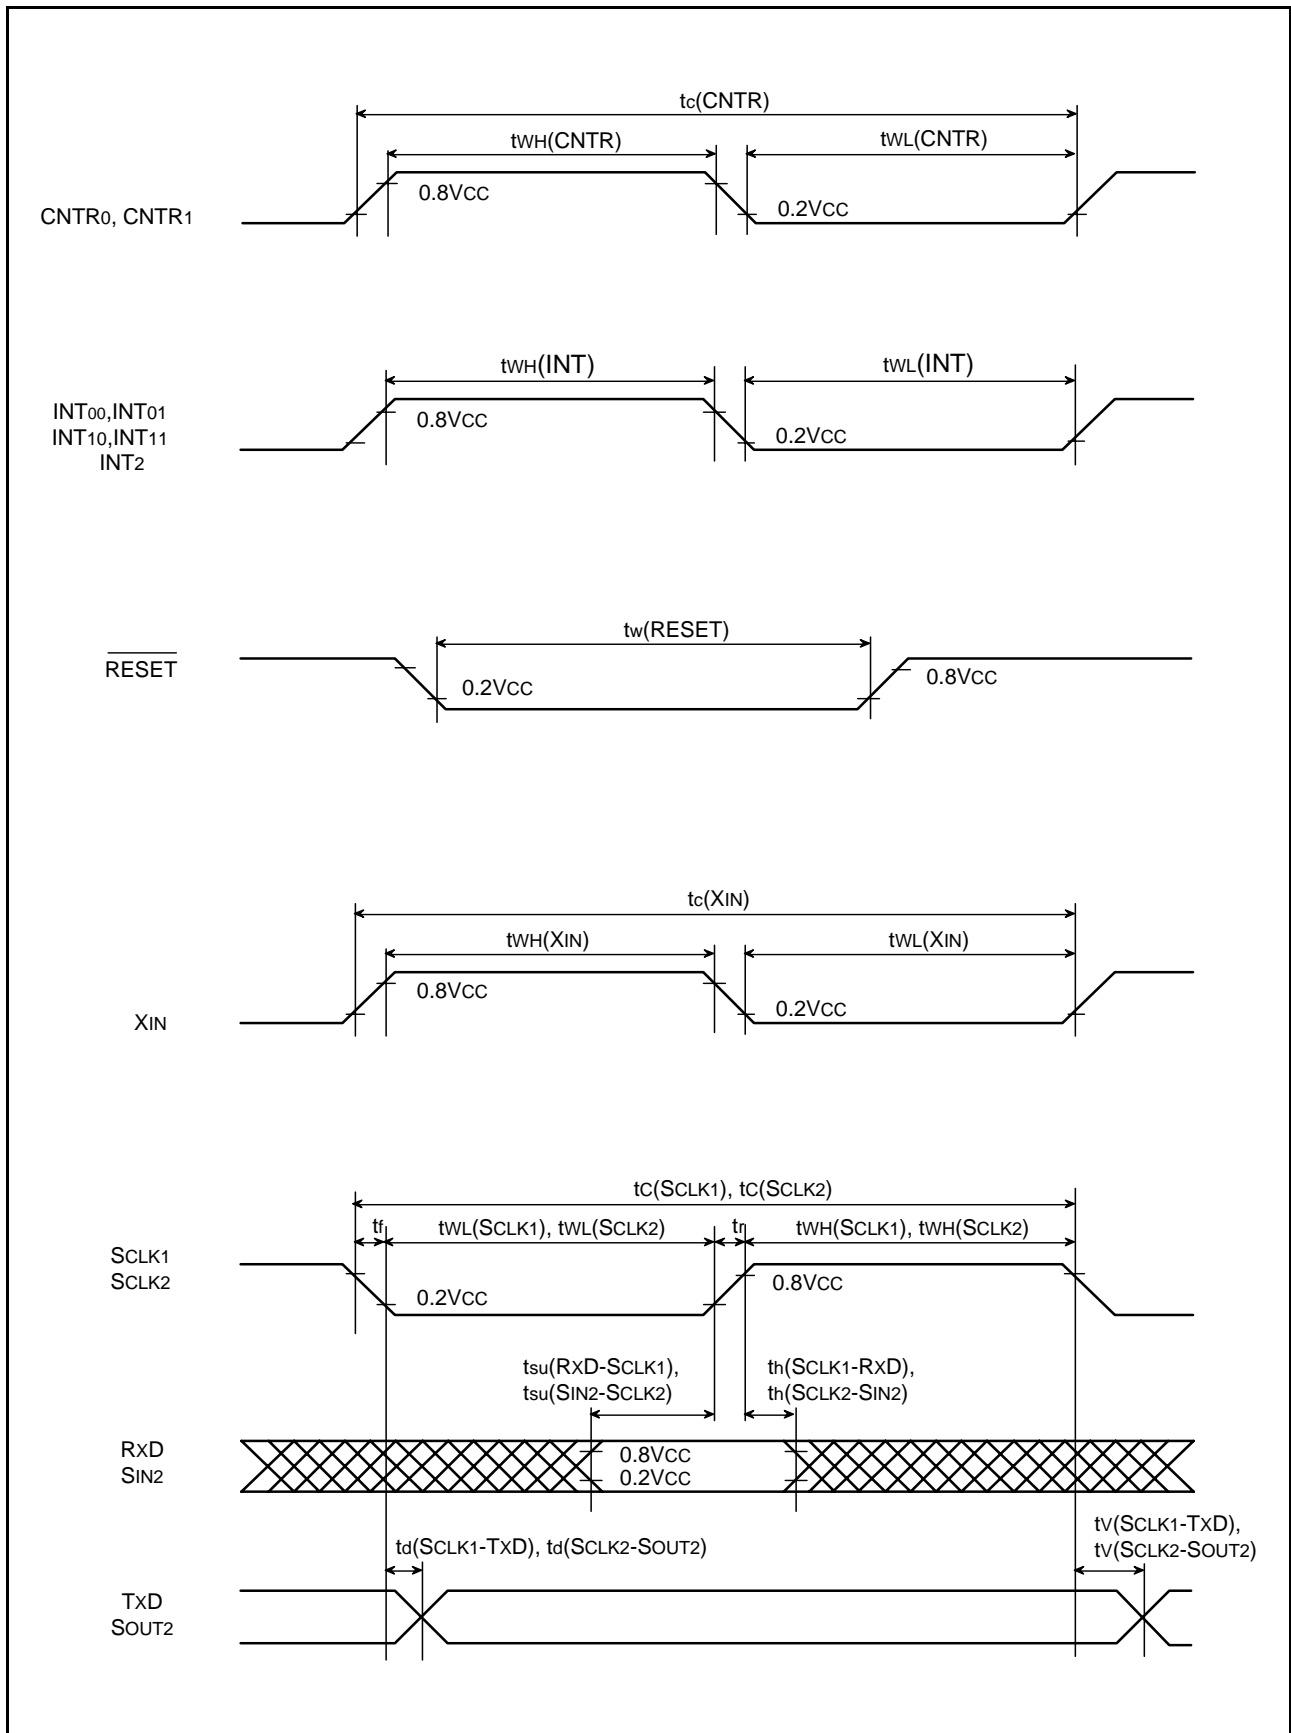 tc(CNTR)
tWH(CNTR)
tWL(CNTR)
CNTR0, CNTR1
0.8VCC
0.2VCC
tWH(INT)
tWL(INT)
INT00,INT01
INT10,INT11
INT2
0.8VCC
0.2VCC
tw(RESET)
RESET
0.2VCC
0.8VCC
tc(XIN)
tWH(XIN)
tWL(XIN)
XIN
0.8VCC
0.2VCC
tC(SCLK1), tC(SCLK2)
tf
tWL(SCLK1), tWL(SCLK2)
tr
tWH(SCLK1), tWH(SCLK2)
SCLK1
SCLK2
0.2VCC
0.8VCC
tsu(RXD-SCLK1),
tsu(SIN2-SCLK2)
th(SCLK1-RXD),
th(SCLK2-SIN2)
RXD
SIN2
0.8VCC
0.2VCC
td(SCLK1-TXD), td(SCLK2-SOUT2)
tV(SCLK1-TXD),
tV(SCLK2-SOUT2)
TXD
SOUT2